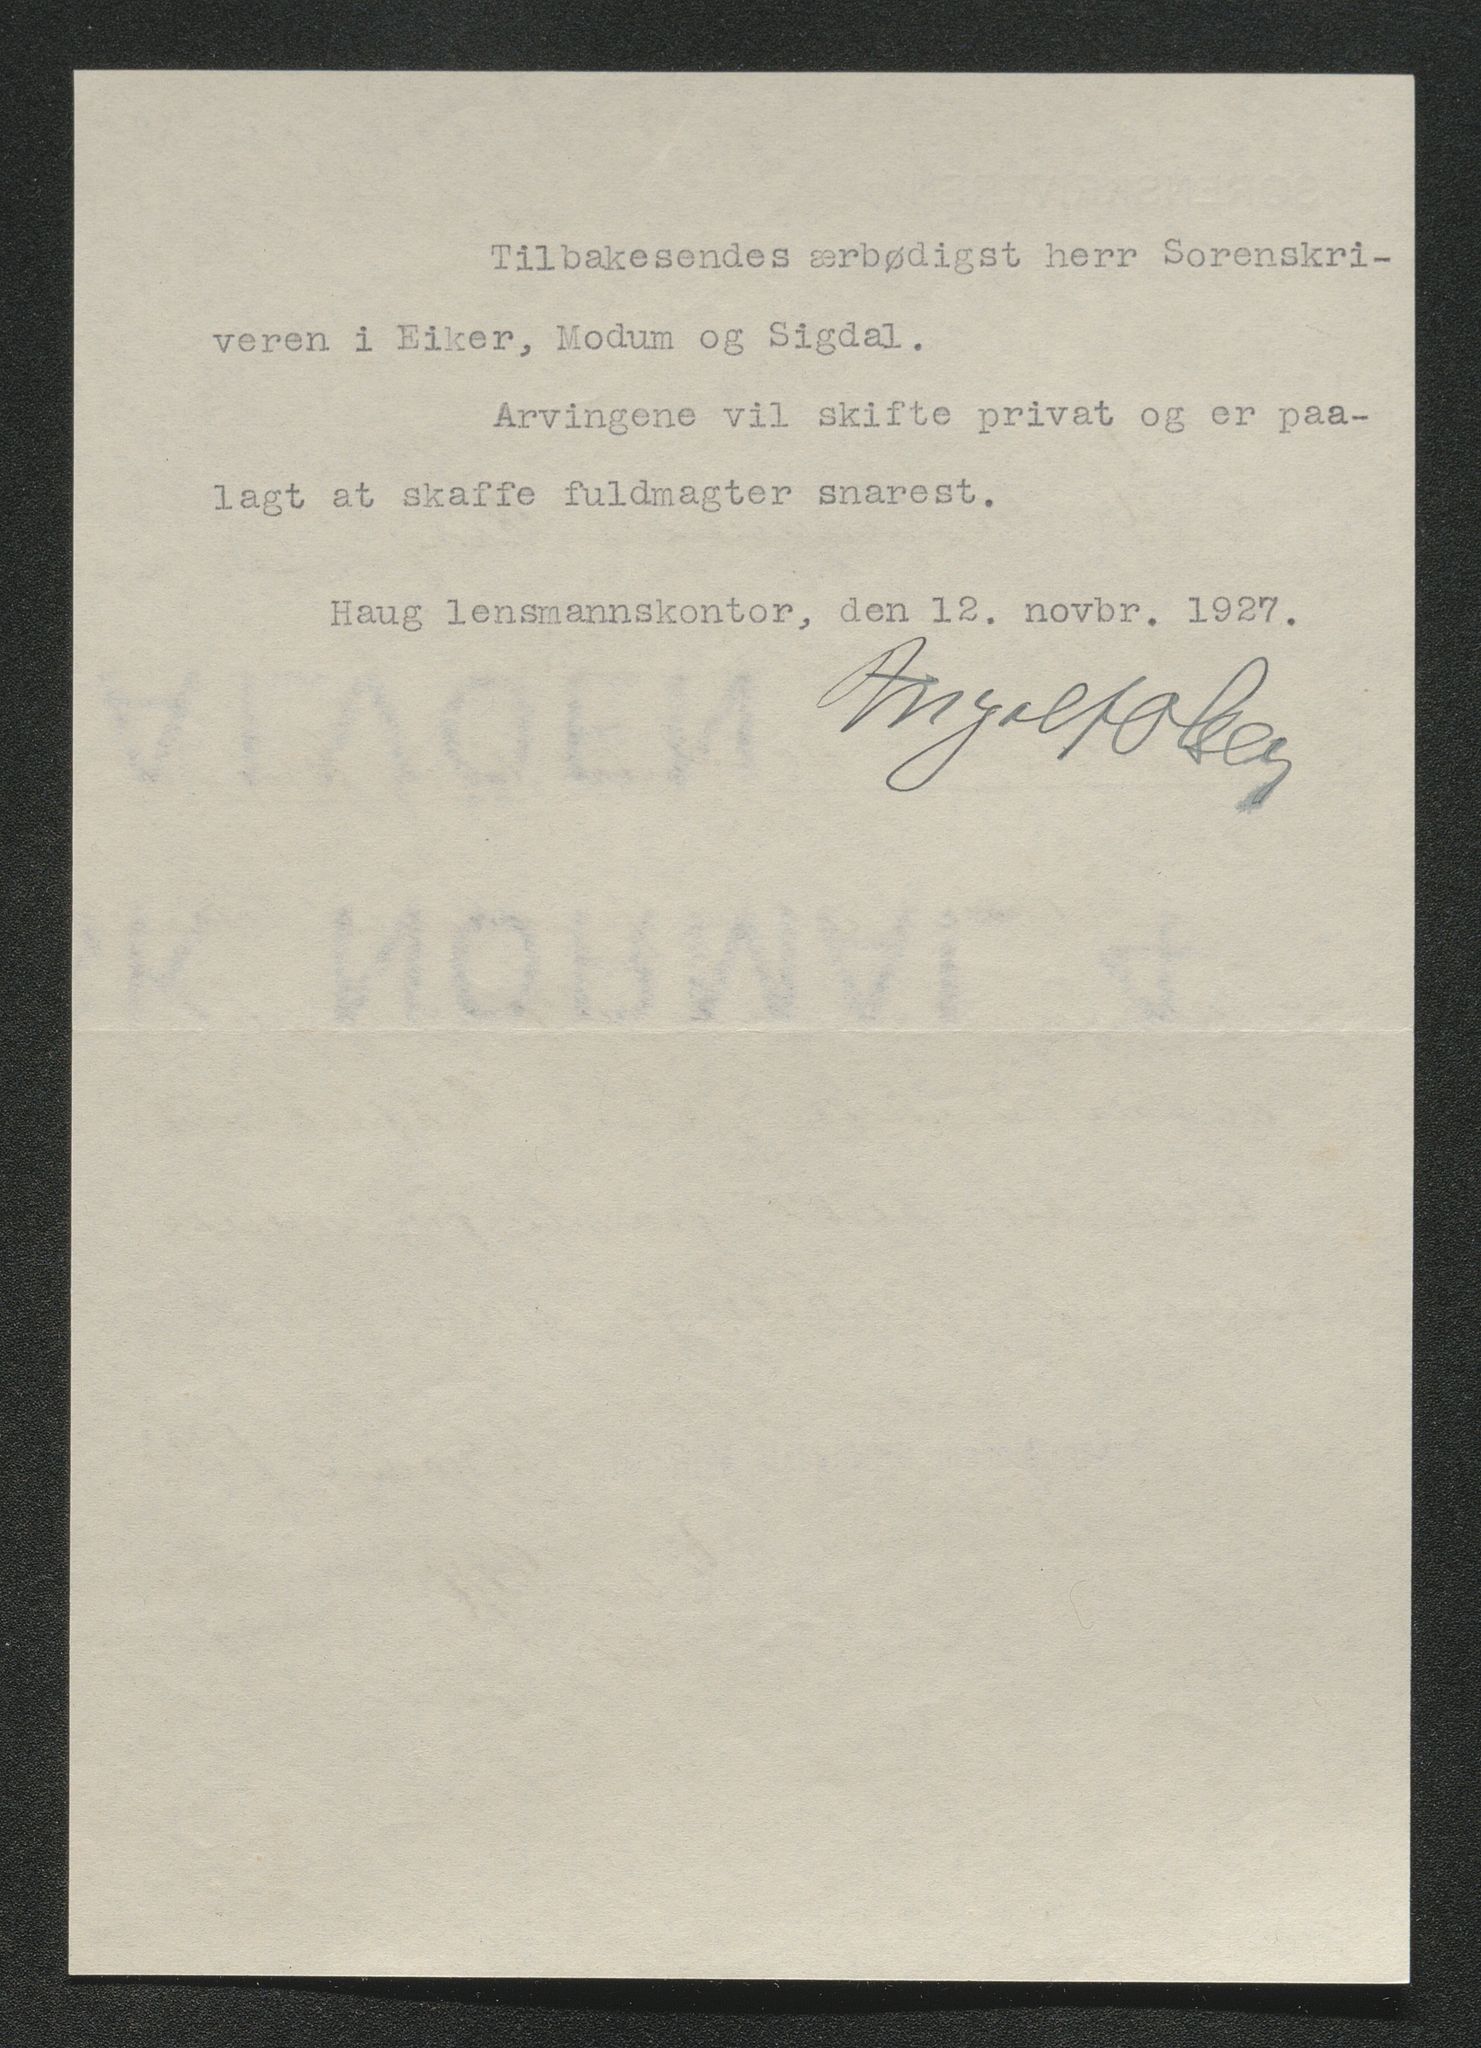 Tilbakesendes ærbødigst herr Sorenskri-
veren i Eiker, Modum og Sigdal.
Arvingene vil skifte privat og er paa-
lagt at skaffe fuldmagter snarest.
Haug lensmannskontor, den 12. novbr. 1927.